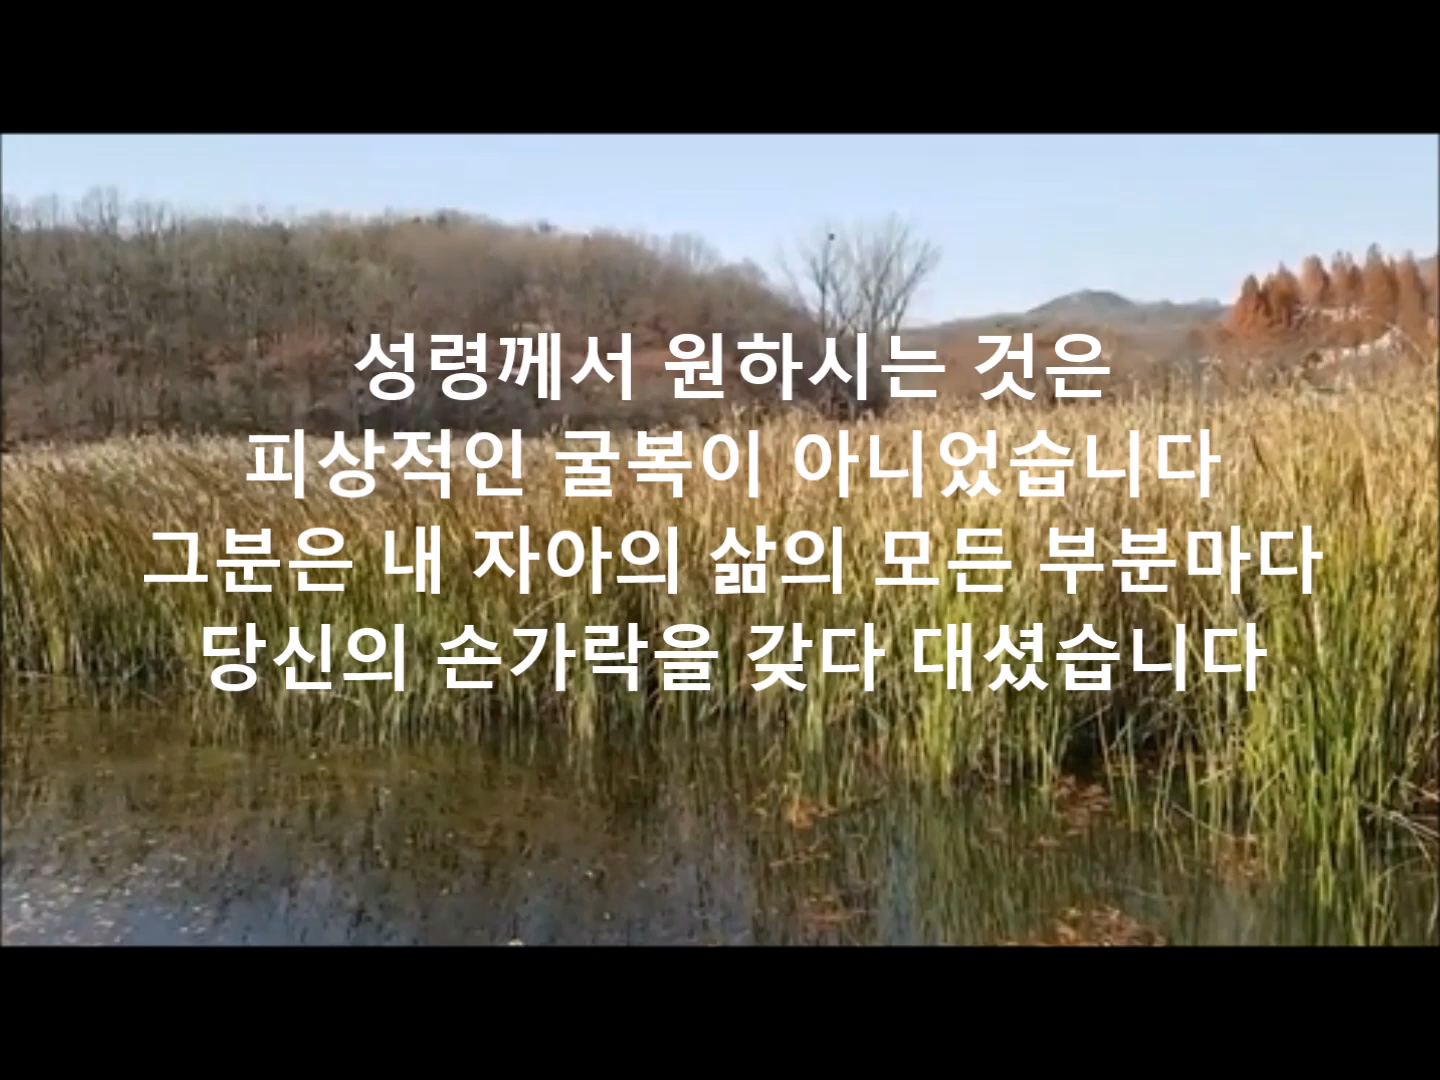 성령께서 원하시는 것은
피상적인 굴복이 아니었습니다
그분은 내 자아의 삶의 모든 부분마다
당신의 손가락을 갖다 대셨습니다